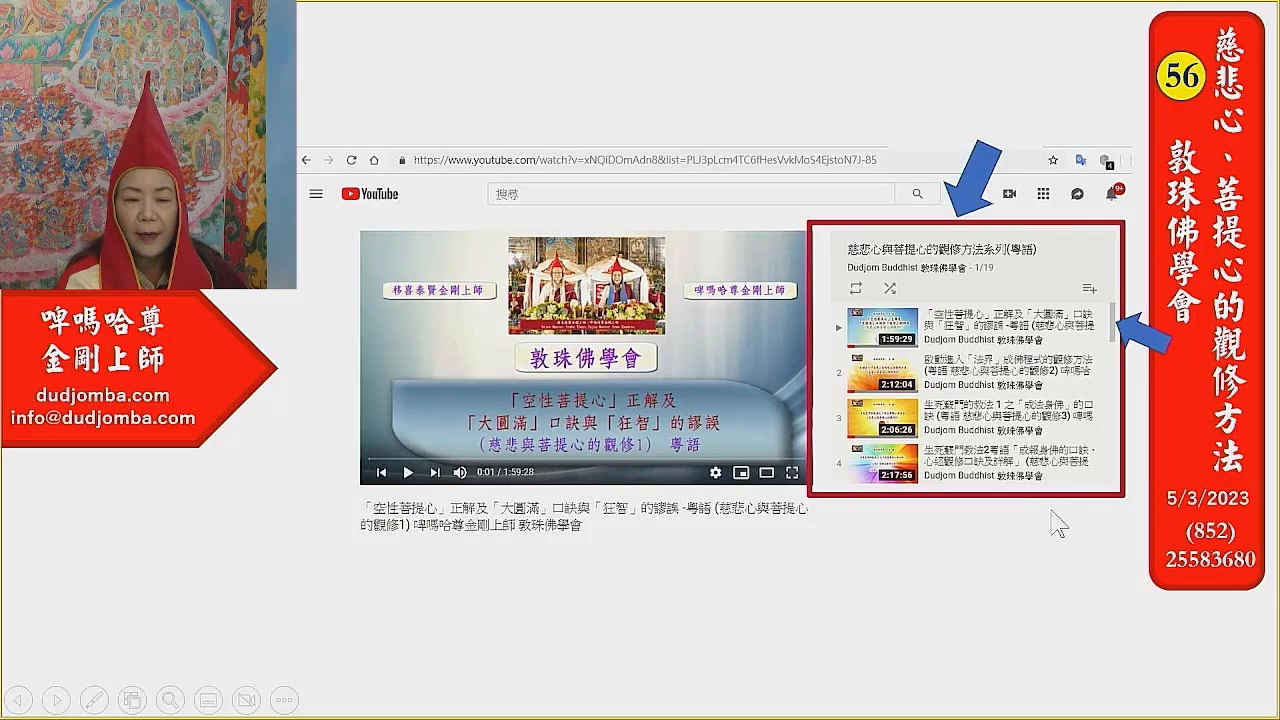 啤嗎哈尊
金剛上師
dudjomba.com
info@dudjomba.com
https://www.youtube.com/watch?v=xNQiDOmAdn8&list=PLJ3pLcm4TC6fHesVvkMoS4EjstoN7J-85
YouTube
搜尋
9+
移喜泰賢金剛上師
啤嗎哈尊金剛上師
敦珠佛學會
「空性菩提心」正解及
「大圓滿」口訣與「狂智」的謬誤
(慈悲與菩提心的觀修1) 粵語
0:01 / 1:59:28
「空性菩提心」正解及「大圓滿」口訣與「狂智」的謬誤 -粵語 (慈悲心與菩提心
的觀修1) 啤嗎哈尊金剛上師 敦珠佛學會
慈悲心與菩提心的觀修方法系列(粵語)
Dudjom Buddhist 敦珠佛學會 - 1/19
「空性菩提心」正解及「大圓滿」口訣
與「狂智」的謬誤-粵語 (慈悲心與菩提
Dudjom Buddhist 敦珠佛學會
1:59:29
2
啟動進入「法界」成佛程式的觀修方法
(粵語 慈悲心與菩提心的觀修2) 啤嗎哈
Dudjom Buddhist 敦珠佛學會
2:12:04
3
生死竅門的教法 1 之「成法身佛」的口
訣 (粵語 慈悲心與菩提心的觀修3) 啤嗎
Dudjom Buddhist 敦珠佛學會
2:06:26
4
生死竅門教法2粵語「成報身佛的口訣、
心經觀修口訣及詳解」 (慈悲心與菩提
Dudjom Buddhist 敦珠佛學會
2:17:56
慈悲心、菩提心的觀修方法
56
敦珠佛學會
5/3/2023
(852)
25583680